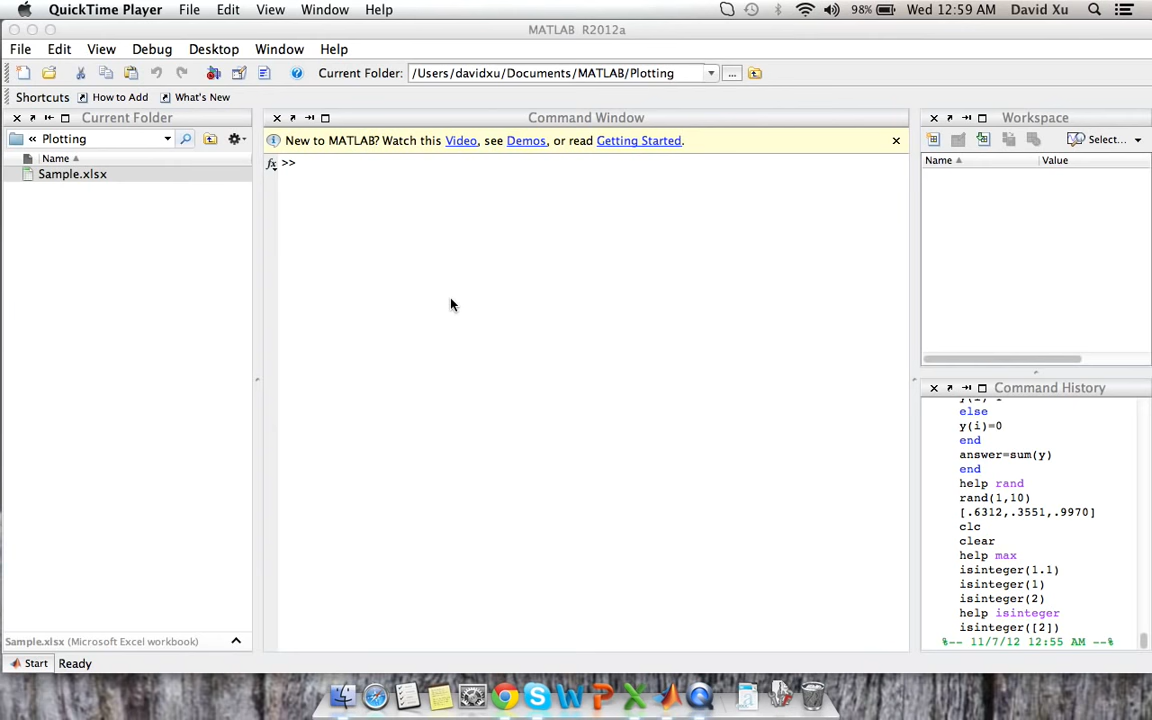 QuickTime Player File Edit View Window Help 98% Wed 12:59 AM David Xu
MATLAB R2012a
File Edit View Debug Desktop Window Help
Current Folder: /Users/davidxu/Documents/MATLAB/Plotting ...
Shortcuts How to Add What's New
Current Folder
« Plotting
Name
Sample.xlsx
Sample.xlsx (Microsoft Excel workbook)
Command Window
New to MATLAB? Watch this Video, see Demos, or read Getting Started.
fx >>
Workspace
Select...
Name Value
Command History
else
y(i)=0
end
answer=sum(y)
end
help rand
rand(1,10)
[.6312,.3551,.9970]
clc
clear
help max
isinteger(1.1)
isinteger(1)
isinteger(2)
help isinteger
isinteger([2])
%-- 11/7/12 12:55 AM --%
Start Ready